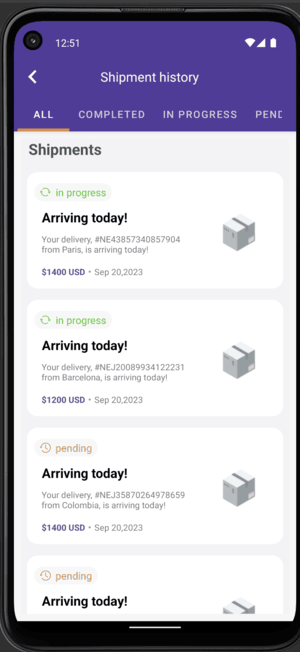 12:51
Shipment history
ALL COMPLETED IN PROGRESS PEND
Shipments
in progress
Arriving today!
Your delivery, #NE43857340857904
from Paris, is arriving today!
$1400 USD • Sep 20,2023
in progress
Arriving today!
Your delivery, #NEJ20089934122231
from Barcelona, is arriving today!
$1200 USD • Sep 20,2023
pending
Arriving today!
Your delivery, #NEJ35870264978659
from Colombia, is arriving today!
$1400 USD • Sep 20,2023
pending
Arriving today!